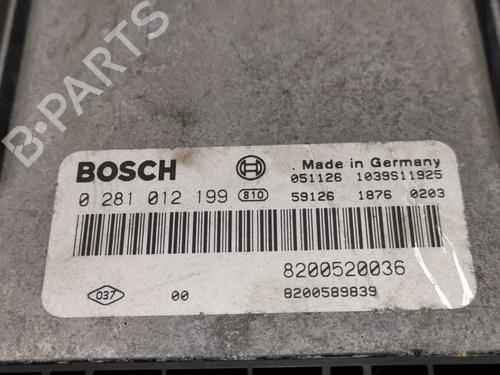 B-PARTS
BOSCH
. Made in Germany
0 281 012 199 810
051126 1039S11925
59126 1876 0203
8200520036
037 00 8200589839